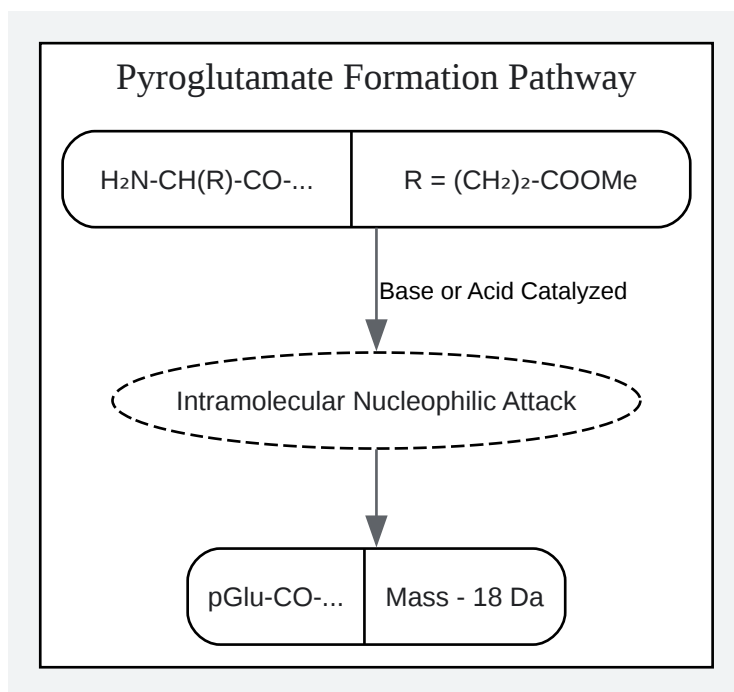 Pyroglutamate Formation Pathway
H₂N-CH(R)-CO-...
R = (CH₂)₂-COOMe
Base or Acid Catalyzed
Intramolecular Nucleophilic Attack
pGlu-CO-...
Mass - 18 Da